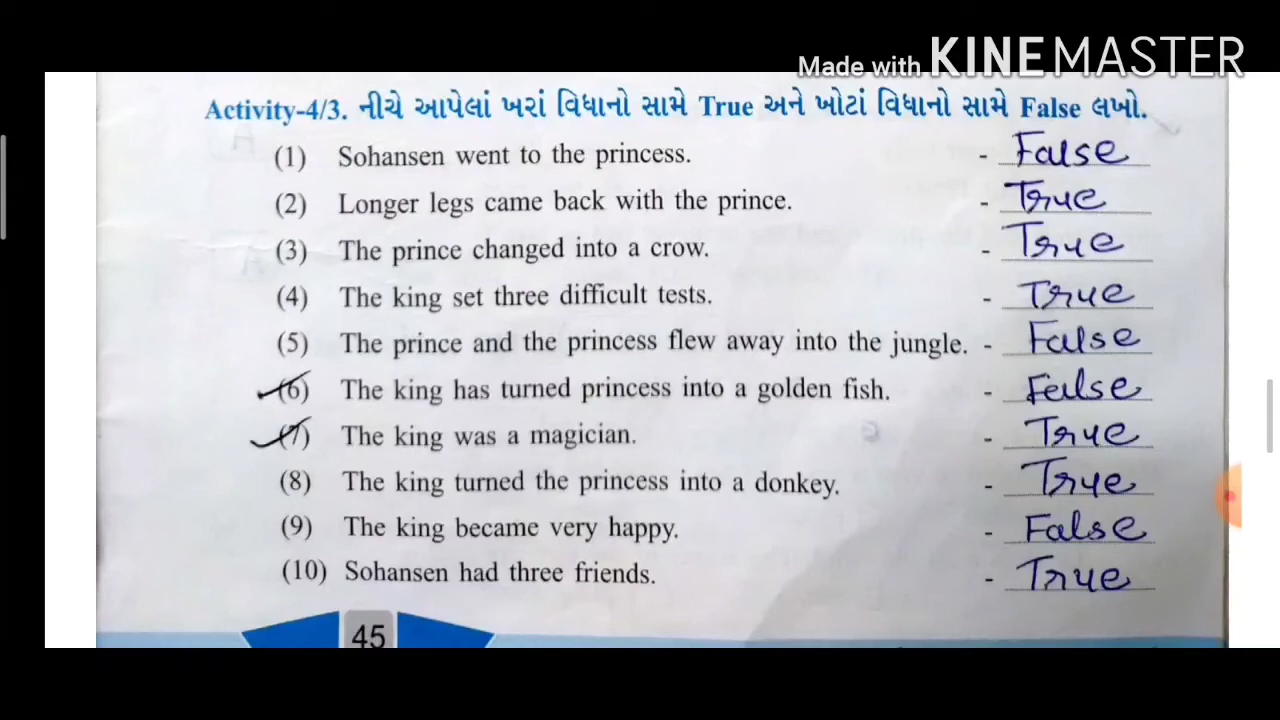 Made with KINEMASTER
Activity-4/3. નીચે આપેલાં ખરાં વિધાનો સામે True અને ખોટાં વિધાનો સામે False લખો.
(1) Sohansen went to the princess. - False
(2) Longer legs came back with the prince. - True
(3) The prince changed into a crow. - True
(4) The king set three difficult tests. - True
(5) The prince and the princess flew away into the jungle. - False
(6) The king has turned princess into a golden fish. - False
(7) The king was a magician. - True
(8) The king turned the princess into a donkey. - True
(9) The king became very happy. - False
(10) Sohansen had three friends. - True
45